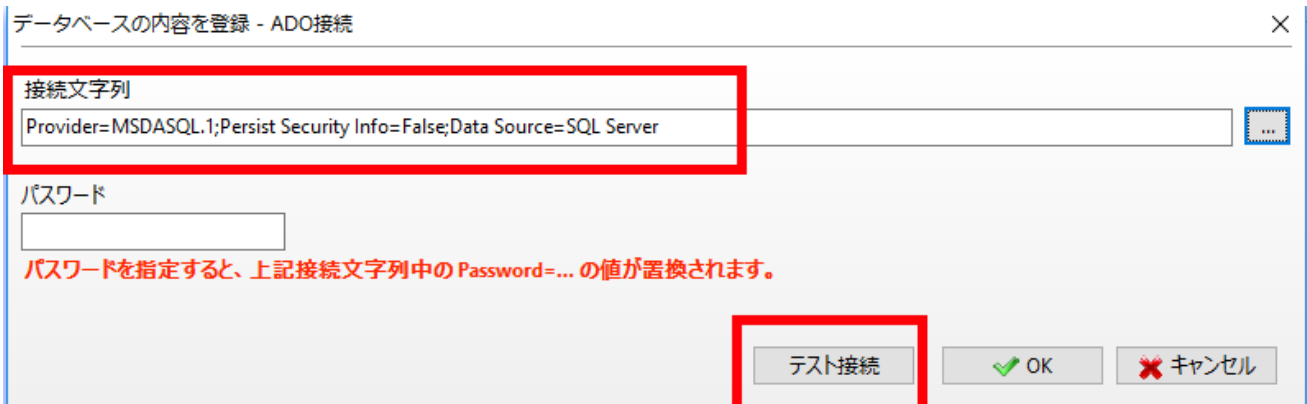 データベースの内容を登録 - ADO接続
接続文字列
Provider=MSDASQL.1;Persist Security Info=False;Data Source=SQL Server
...
パスワード
パスワードを指定すると、上記接続文字列中の Password=... の値が置換されます。
テスト接続
OK
キャンセル